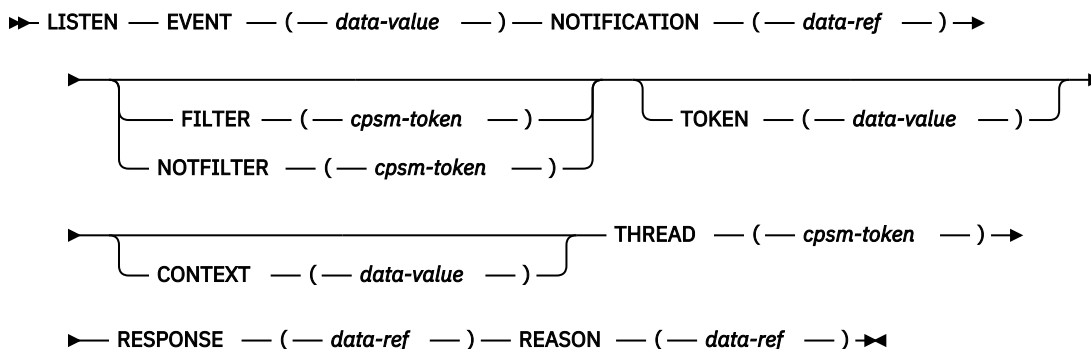 LISTEN EVENT ( data-value ) NOTIFICATION ( data-ref )
FILTER ( cpsm-token ) TOKEN ( data-value )
NOTFILTER ( cpsm-token )
THREAD ( cpsm-token )
CONTEXT ( data-value )
RESPONSE ( data-ref ) REASON ( data-ref )